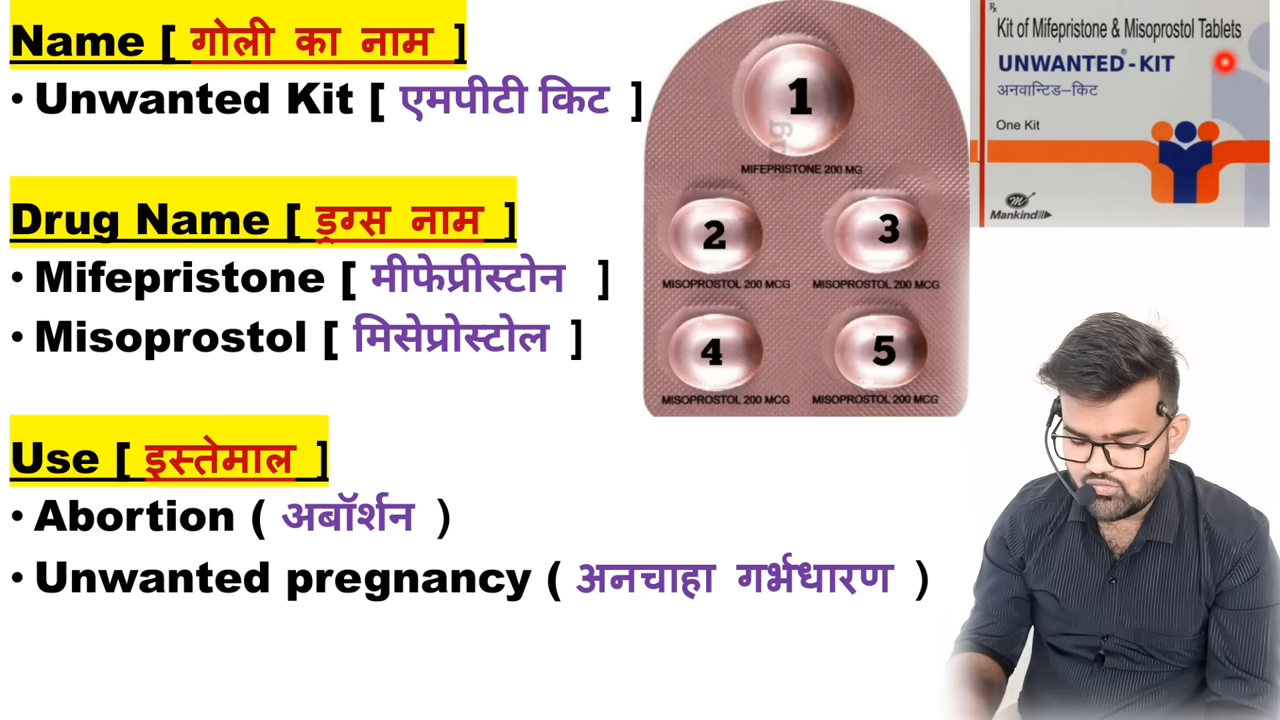 Name [ गोली का नाम ]
• Unwanted Kit [ एमपीटी किट ]
Drug Name [ ड्रग्स नाम ]
• Mifepristone [ मीफेप्रीस्टोन ]
• Misoprostol [ मिसेप्रोस्टोल ]
Use [ इस्तेमाल ]
• Abortion ( अबॉर्शन )
• Unwanted pregnancy ( अनचाहा गर्भधारण )
1
MIFEPRISTONE 200 MG
2 3
MISOPROSTOL 200 MCG MISOPROSTOL 200 MCG
4 5
MISOPROSTOL 200 MCG MISOPROSTOL 200 MCG
Rx
Kit of Mifepristone & Misoprostol Tablets
UNWANTED®-KIT
अनवान्टिड–किट
One Kit
Mankind